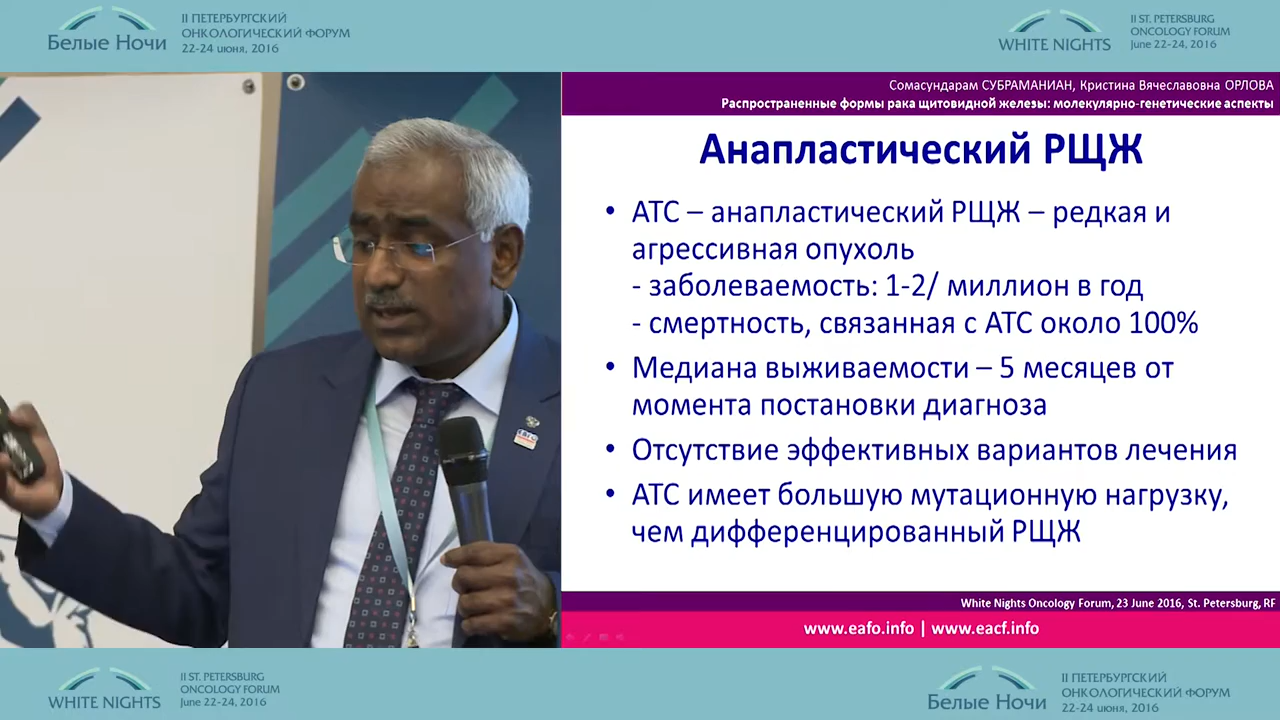 Белые Ночи
II ПЕТЕРБУРГСКИЙ
ОНКОЛОГИЧЕСКИЙ ФОРУМ
22-24 июня, 2016
WHITE NIGHTS
II ST. PETERSBURG
ONCOLOGY FORUM
June 22-24, 2016
Сомасундарам СУБРАМАНИАН, Кристина Вячеславовна ОРЛОВА
Распространенные формы рака щитовидной железы: молекулярно-генетические аспекты
Анапластический РЩЖ
• АТС – анапластический РЩЖ – редкая и
агрессивная опухоль
- заболеваемость: 1-2/ миллион в год
- смертность, связанная с АТС около 100%
• Медиана выживаемости – 5 месяцев от
момента постановки диагноза
• Отсутствие эффективных вариантов лечения
• АТС имеет большую мутационную нагрузку,
чем дифференцированный РЩЖ
White Nights Oncology Forum, 23 June 2016, St. Petersburg, RF
www.eafo.info | www.eacf.info
WHITE NIGHTS
II ST. PETERSBURG
ONCOLOGY FORUM
June 22-24, 2016
Белые Ночи
II ПЕТЕРБУРГСКИЙ
ОНКОЛОГИЧЕСКИЙ ФОРУМ
22-24 июня, 2016